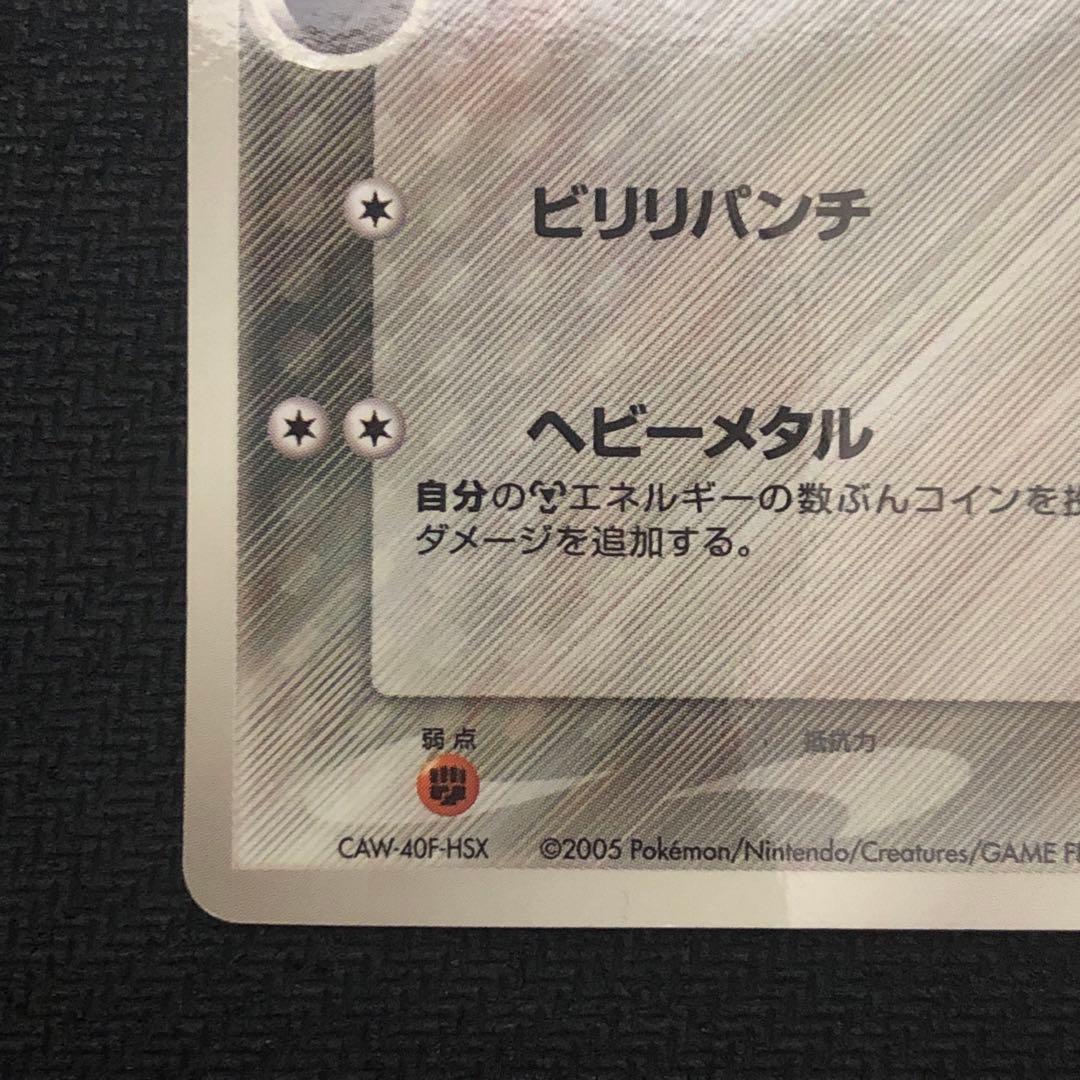 ビリリパンチ
ヘビーメタル
自分のエネルギーの数ぶんコインを投
ダメージを追加する。
弱点
抵抗力
CAW-40F-HSX
©2005 Pokémon/Nintendo/Creatures/GAME